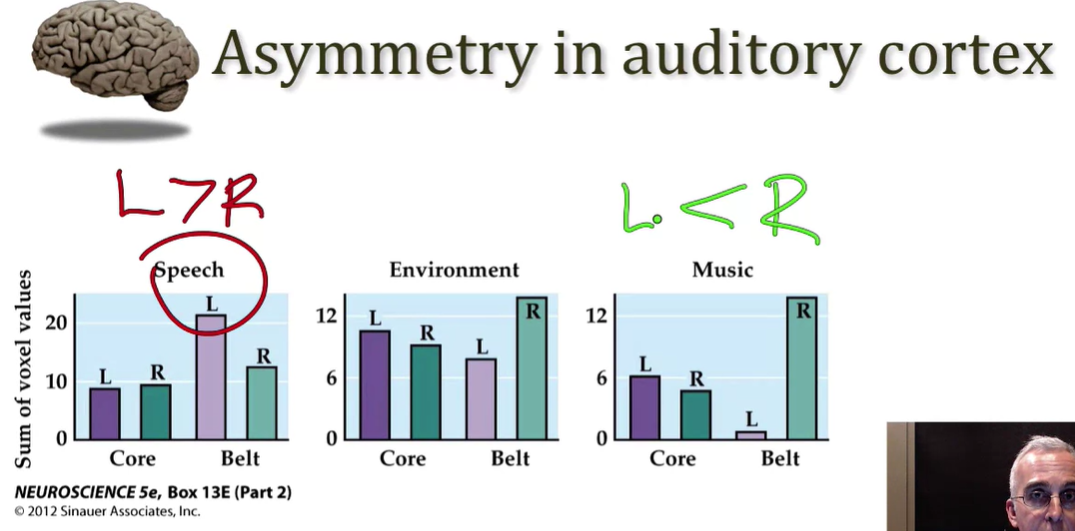 Asymmetry in auditory cortex
L > R
L. < R
Speech
Environment
Music
Sum of voxel values
20
10
0
L
R
L
R
Core
Belt
12
6
0
L
R
L
R
Core
Belt
12
6
0
L
R
L
R
Core
Belt
NEUROSCIENCE 5e, Box 13E (Part 2)
© 2012 Sinauer Associates, Inc.